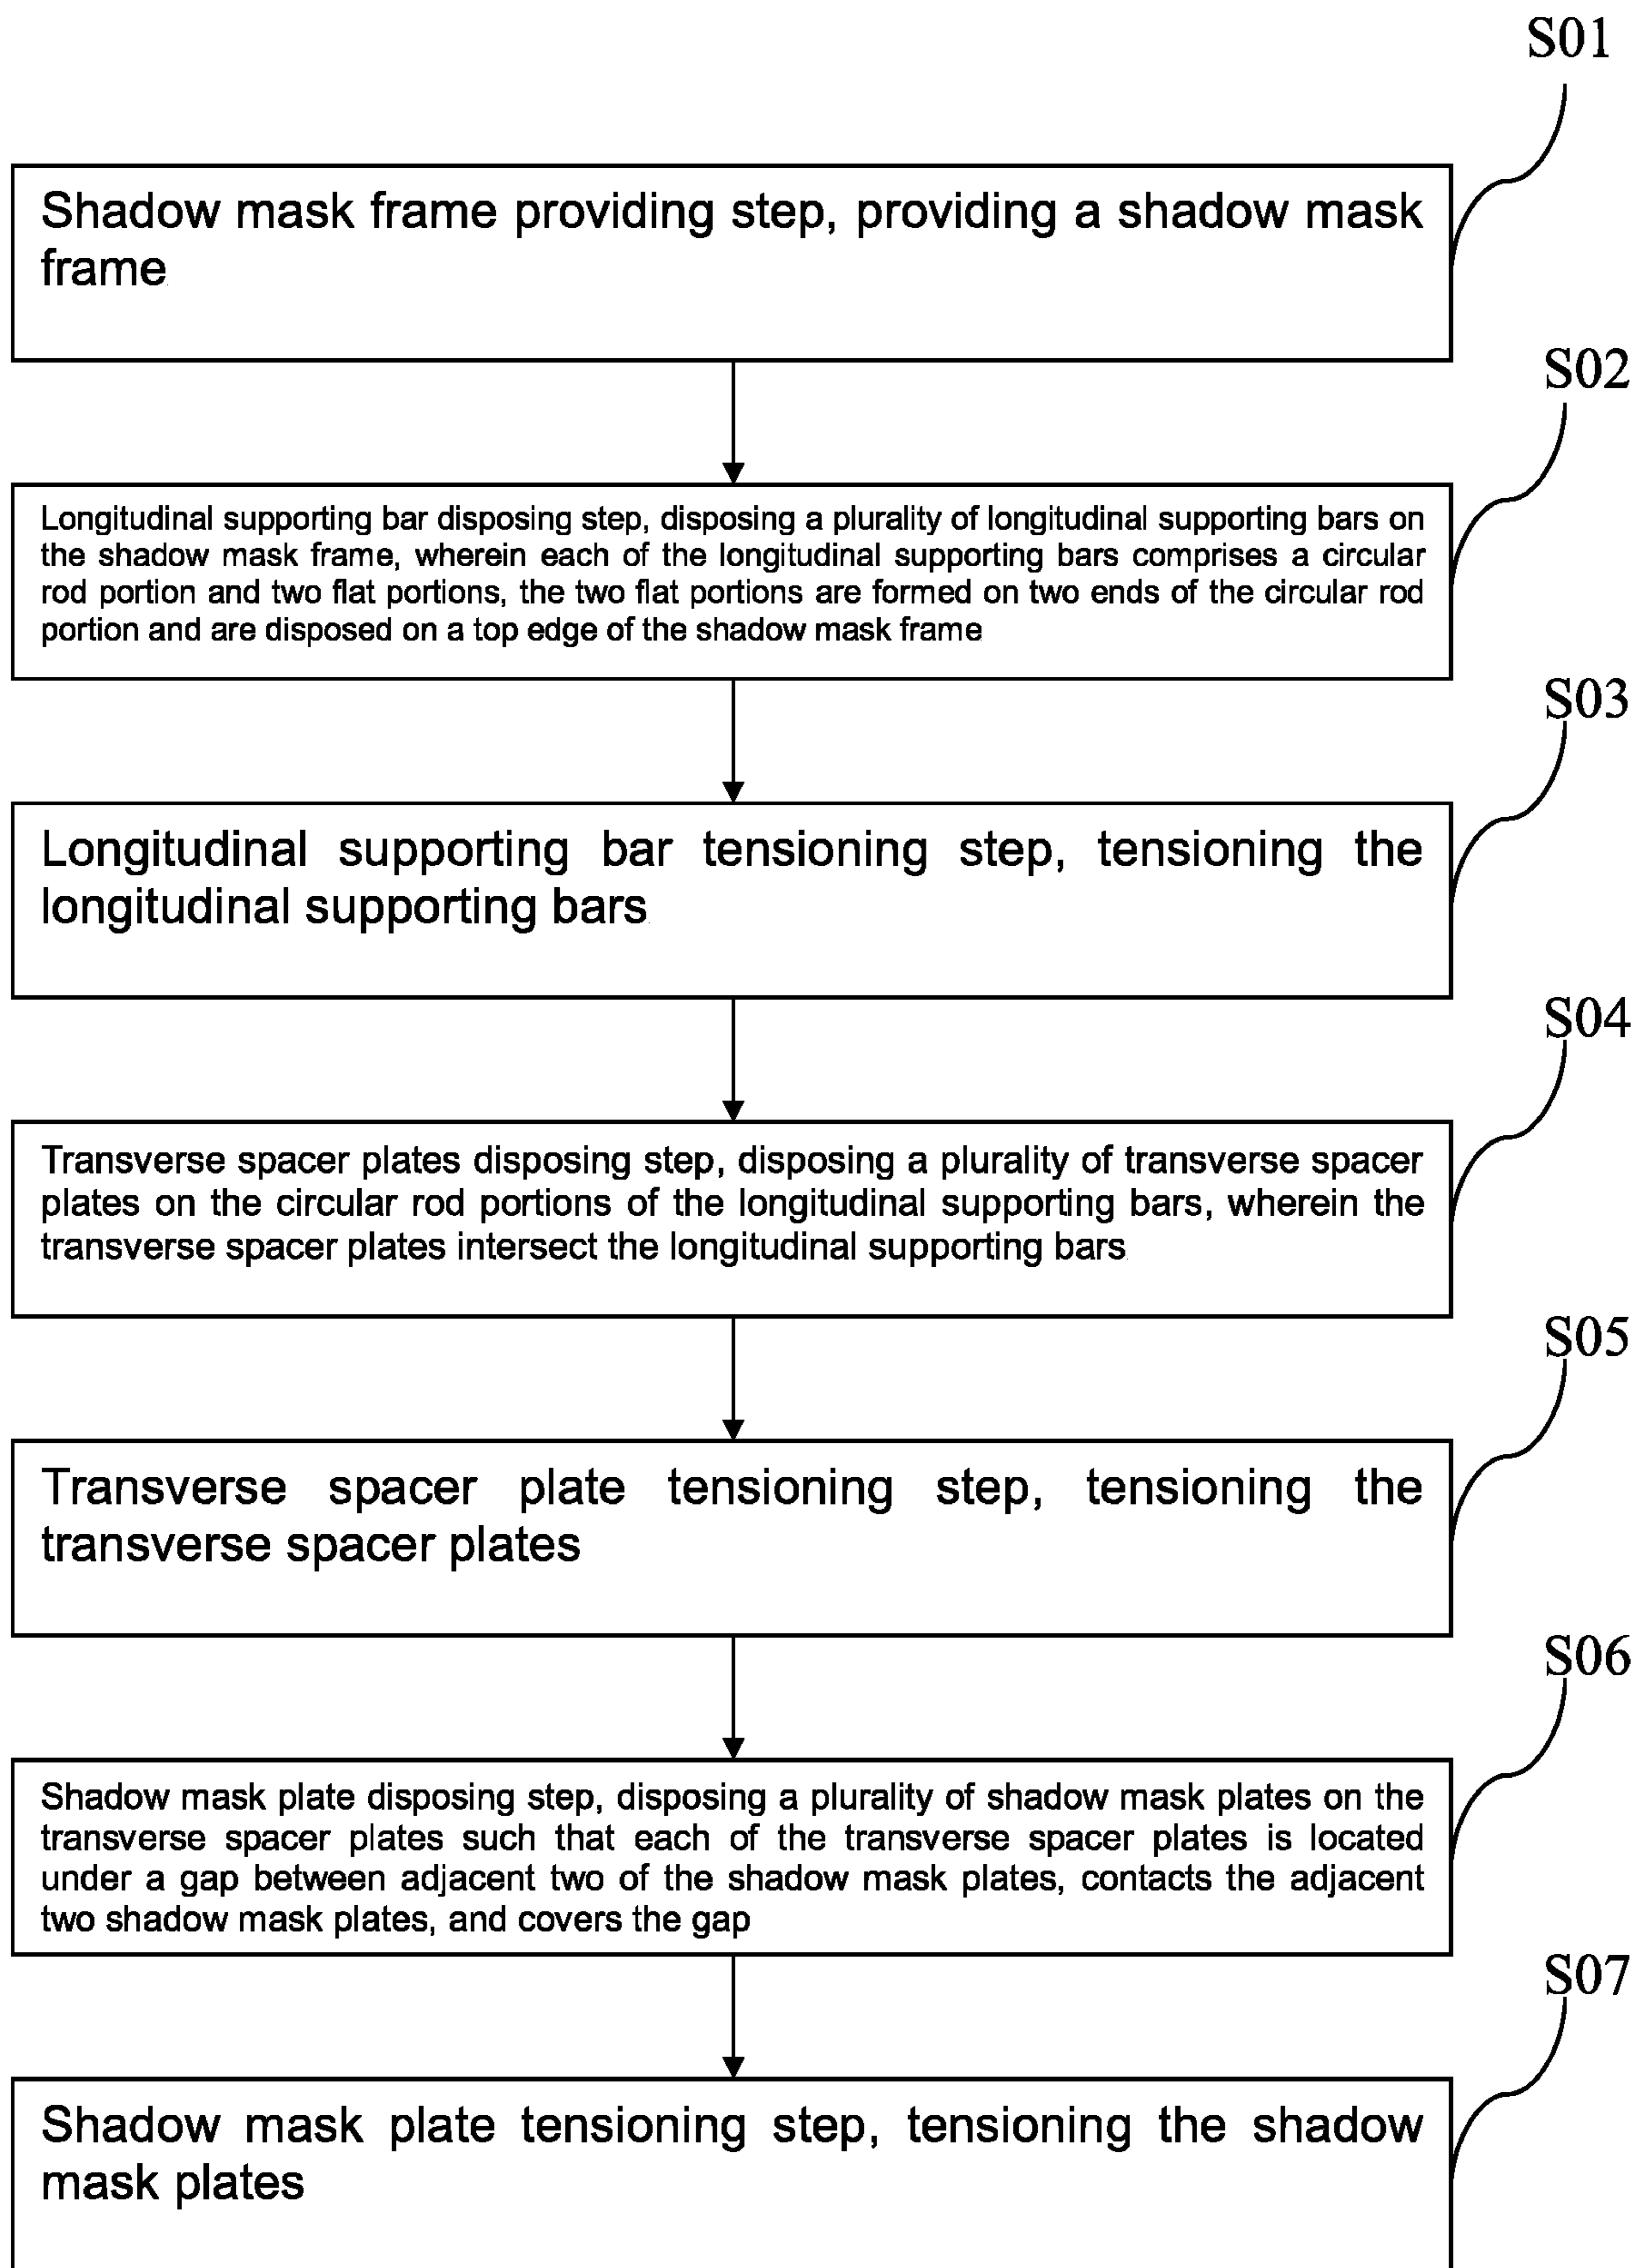 S01
Shadow mask frame providing step, providing a shadow mask
frame
S02
Longitudinal supporting bar disposing step, disposing a plurality of longitudinal supporting bars on
the shadow mask frame, wherein each of the longitudinal supporting bars comprises a circular
rod portion and two flat portions, the two flat portions are formed on two ends of the circular rod
portion and are disposed on a top edge of the shadow mask frame
S03
Longitudinal supporting bar tensioning step, tensioning the
longitudinal supporting bars
S04
Transverse spacer plates disposing step, disposing a plurality of transverse spacer
plates on the circular rod portions of the longitudinal supporting bars, wherein the
transverse spacer plates intersect the longitudinal supporting bars
S05
Transverse spacer plate tensioning step, tensioning the
transverse spacer plates
S06
Shadow mask plate disposing step, disposing a plurality of shadow mask plates on the
transverse spacer plates such that each of the transverse spacer plates is located
under a gap between adjacent two of the shadow mask plates, contacts the adjacent
two shadow mask plates, and covers the gap
S07
Shadow mask plate tensioning step, tensioning the shadow
mask plates